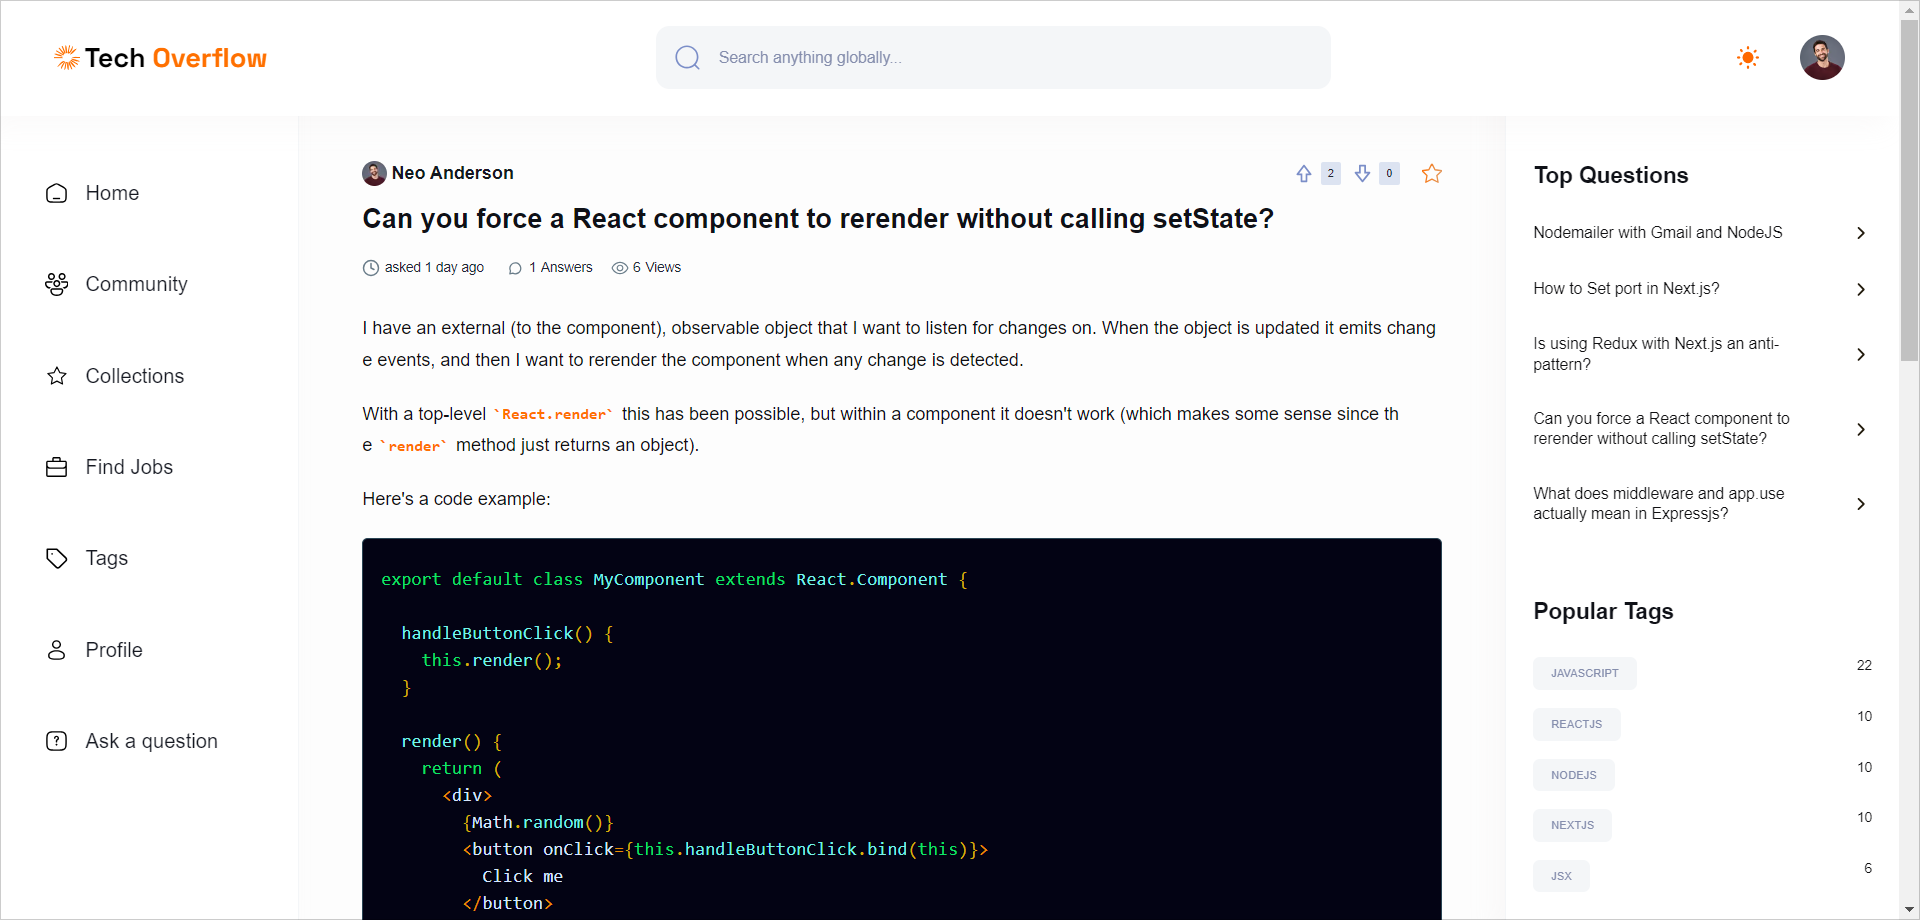 Tech Overflow
Search anything globally...
Home
Community
Collections
Find Jobs
Tags
Profile
Ask a question
Neo Anderson
2
0
Can you force a React component to rerender without calling setState?
asked 1 day ago
1 Answers
6 Views
I have an external (to the component), observable object that I want to listen for changes on. When the object is updated it emits chang
e events, and then I want to rerender the component when any change is detected.
With a top-level `React.render` this has been possible, but within a component it doesn't work (which makes some sense since th
e `render` method just returns an object).
Here's a code example:
export default class MyComponent extends React.Component {
handleButtonClick() {
this.render();
}
render() {
return (
<div>
{Math.random()}
<button onClick={this.handleButtonClick.bind(this)}>
Click me
</button>
Top Questions
Nodemailer with Gmail and NodeJS
How to Set port in Next.js?
Is using Redux with Next.js an anti-
pattern?
Can you force a React component to
rerender without calling setState?
What does middleware and app.use
actually mean in Expressjs?
Popular Tags
JAVASCRIPT 22
REACTJS 10
NODEJS 10
NEXTJS 10
JSX 6